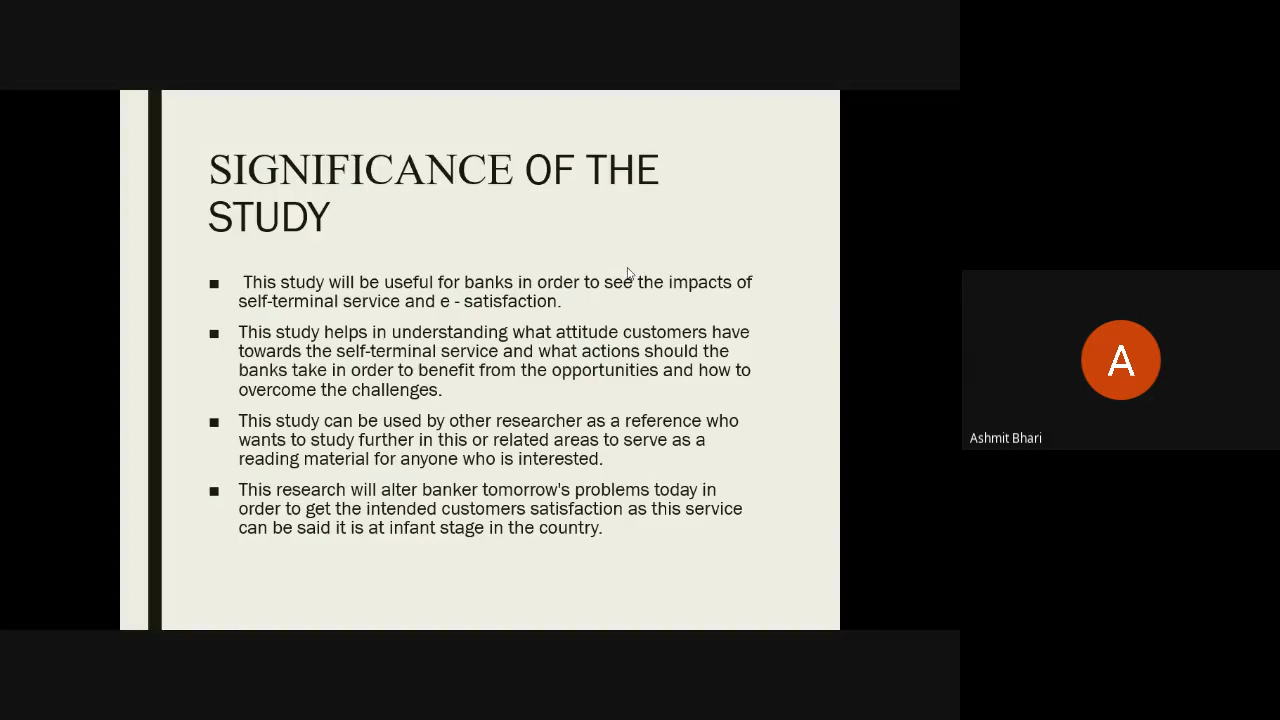 SIGNIFICANCE OF THE
STUDY
■ This study will be useful for banks in order to see the impacts of
self-terminal service and e - satisfaction.
■ This study helps in understanding what attitude customers have
towards the self-terminal service and what actions should the
banks take in order to benefit from the opportunities and how to
overcome the challenges.
■ This study can be used by other researcher as a reference who
wants to study further in this or related areas to serve as a
reading material for anyone who is interested.
■ This research will alter banker tomorrow's problems today in
order to get the intended customers satisfaction as this service
can be said it is at infant stage in the country.
A
Ashmit Bhari